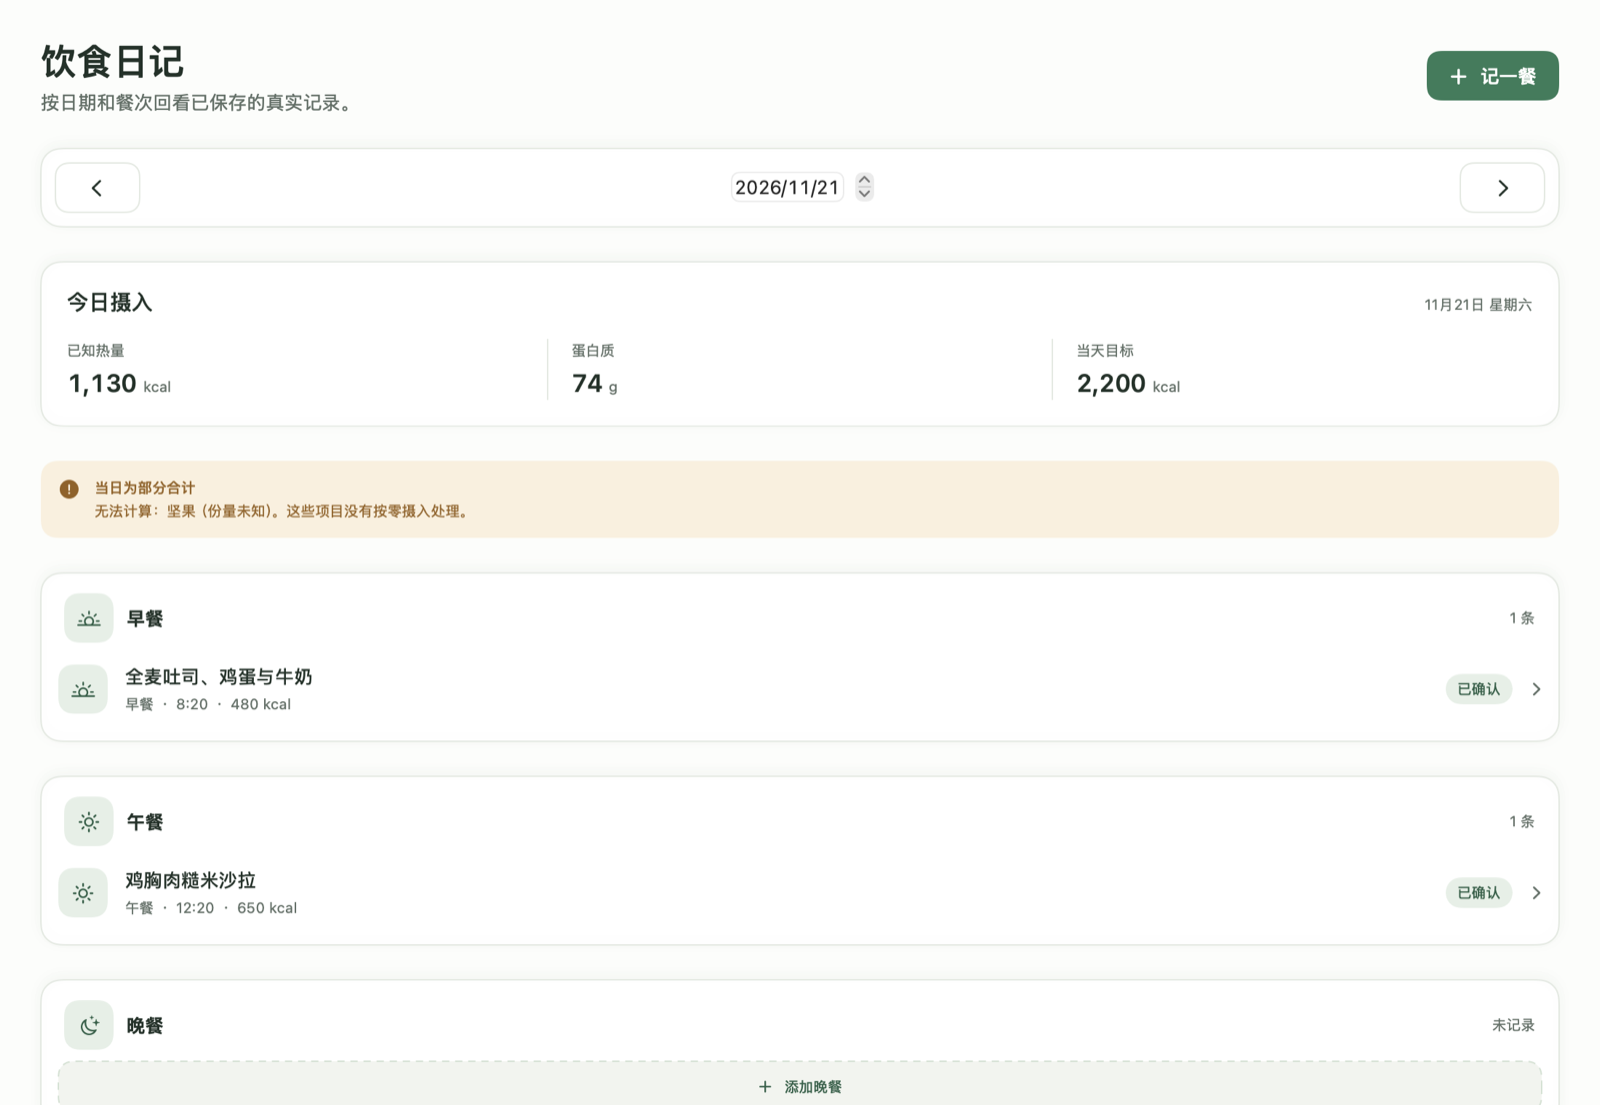 饮食日记
按日期和餐次回看已保存的真实记录。
记一餐
2026/11/21
今日摄入
11月21日 星期六
已知热量
1,130 kcal
蛋白质
74 g
当天目标
2,200 kcal
当日为部分合计
无法计算：坚果（份量未知）。这些项目没有按零摄入处理。
早餐
1 条
全麦吐司、鸡蛋与牛奶
早餐 · 8:20 · 480 kcal
已确认
午餐
1 条
鸡胸肉糙米沙拉
午餐 · 12:20 · 650 kcal
已确认
晚餐
未记录
添加晚餐